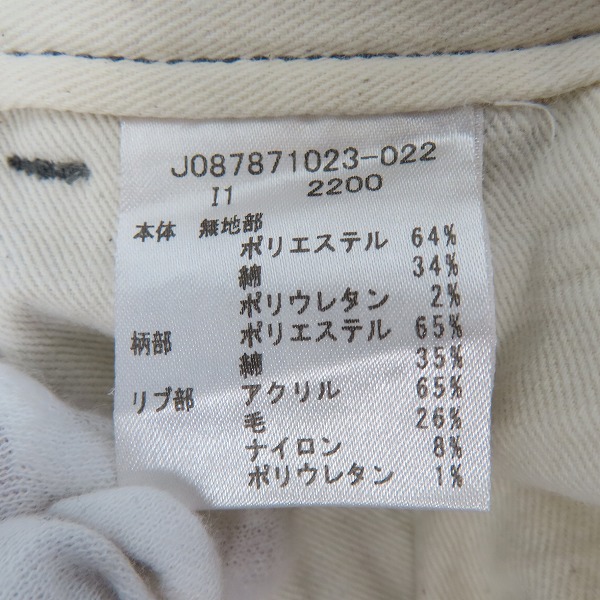 J087871023-022
I1 2200
本体 無地部
ポリエステル 64%
綿 34%
ポリウレタン 2%
柄部 ポリエステル 65%
綿 35%
リブ部 アクリル 65%
毛 26%
ナイロン 8%
ポリウレタン 1%